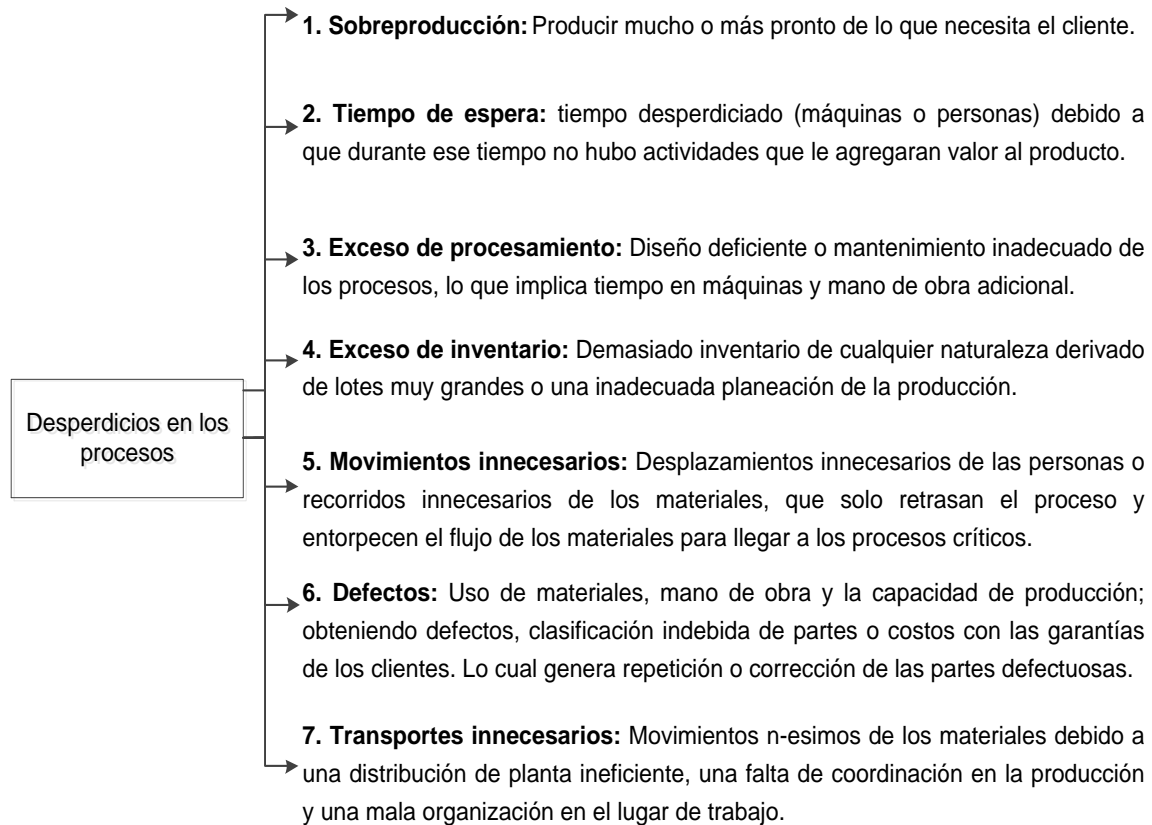 1. Sobreproducción: Producir mucho o más pronto de lo que necesita el cliente.
2. Tiempo de espera: tiempo desperdiciado (máquinas o personas) debido a
que durante ese tiempo no hubo actividades que le agregaran valor al producto.
3. Exceso de procesamiento: Diseño deficiente o mantenimiento inadecuado de
los procesos, lo que implica tiempo en máquinas y mano de obra adicional.
4. Exceso de inventario: Demasiado inventario de cualquier naturaleza derivado
de lotes muy grandes o una inadecuada planeación de la producción.
Desperdicios en los
procesos
5. Movimientos innecesarios: Desplazamientos innecesarios de las personas o
recorridos innecesarios de los materiales, que solo retrasan el proceso y
entorpecen el flujo de los materiales para llegar a los procesos críticos.
6. Defectos: Uso de materiales, mano de obra y la capacidad de producción;
obteniendo defectos, clasificación indebida de partes o costos con las garantías
de los clientes. Lo cual genera repetición o corrección de las partes defectuosas.
7. Transportes innecesarios: Movimientos n-esimos de los materiales debido a
una distribución de planta ineficiente, una falta de coordinación en la producción
y una mala organización en el lugar de trabajo.